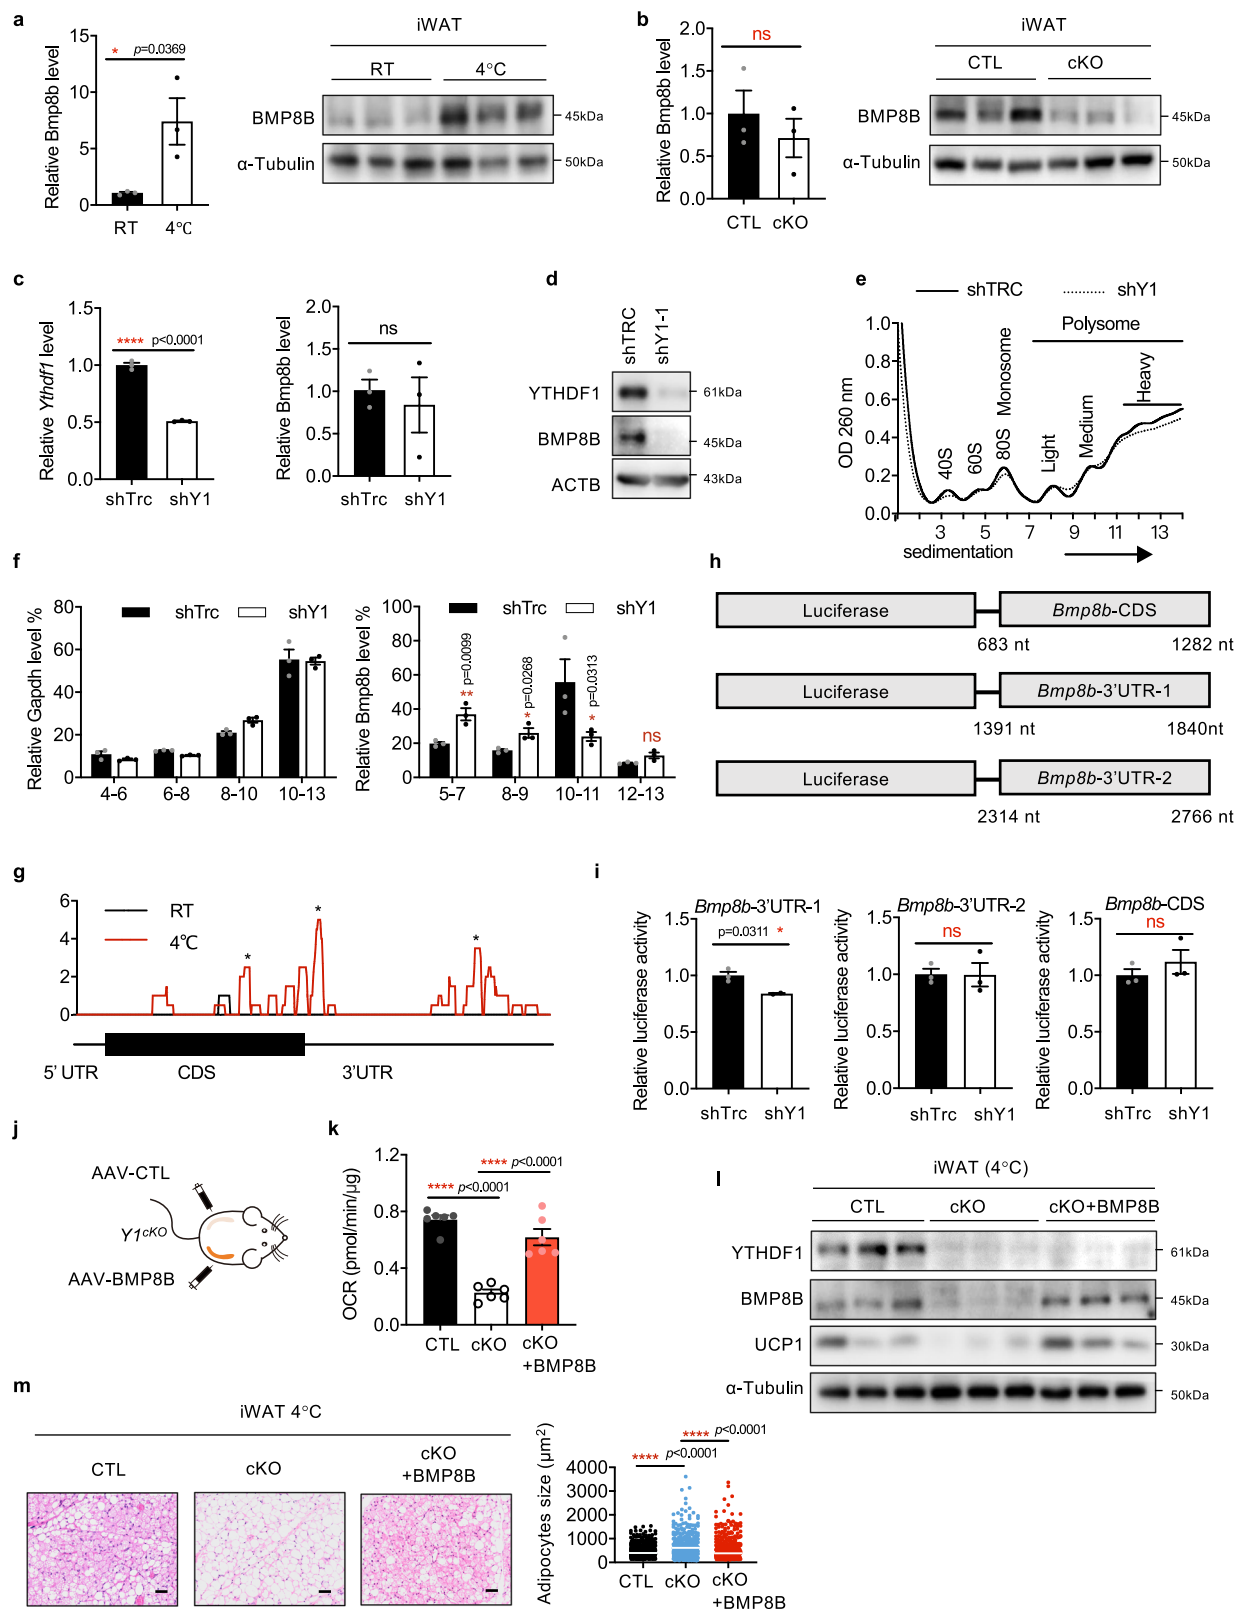 a
Relative Bmp8b level
15
10
5
0
* p=0.0369
RT 4°C
iWAT
RT 4°C
BMP8B
45kDa
α-Tubulin
50kDa
b
Relative Bmp8b level
2.0
1.5
1.0
0.5
0.0
ns
CTL cKO
iWAT
CTL cKO
BMP8B
45kDa
α-Tubulin
50kDa
c
Relative Ythdf1 level
1.5
1.0
0.5
0.0
**** p<0.0001
shTrc shY1
Relative Bmp8b level
2.0
1.5
1.0
0.5
0.0
ns
shTrc shY1
d
shTRC
shY1-1
YTHDF1
61kDa
BMP8B
45kDa
ACTB
43kDa
e
shTRC shY1
OD 260 nm
1.0
0.8
0.6
0.4
0.2
0.0
40S
60S
80S Monosome
Polysome
Light
Medium
Heavy
3 5 7 9 11 13
sedimentation
f
Relative Gapdh level %
80
60
40
20
0
shTrc shY1
4-6 6-8 8-10 10-13
Relative Bmp8b level %
100
80
60
40
20
0
shTrc shY1
p=0.0099
**
p=0.0268
*
p=0.0313
*
ns
5-7 8-9 10-11 12-13
h
Luciferase Bmp8b-CDS
683 nt 1282 nt
Luciferase Bmp8b-3'UTR-1
1391 nt 1840nt
Luciferase Bmp8b-3'UTR-2
2314 nt 2766 nt
g
6
4
2
0
RT
4℃
*
*
*
5' UTR CDS 3'UTR
i
Relative luciferase activity
1.5
1.0
0.5
0.0
Bmp8b-3'UTR-1
p=0.0311 *
shTrc shY1
Relative luciferase activity
1.5
1.0
0.5
0.0
Bmp8b-3'UTR-2
ns
shTrc shY1
Relative luciferase activity
1.5
1.0
0.5
0.0
Bmp8b-CDS
ns
shTrc shY1
j
AAV-CTL
Y1cKO
AAV-BMP8B
k
OCR (pmol/min/μg)
1.2
0.8
0.4
0.0
**** p<0.0001
**** p<0.0001
CTL cKO cKO
+BMP8B
l
iWAT (4°C)
CTL cKO cKO+BMP8B
YTHDF1
61kDa
BMP8B
45kDa
UCP1
30kDa
α-Tubulin
50kDa
m
iWAT 4°C
CTL cKO cKO
+BMP8B
Adipocytes size (μm²)
4000
3000
2000
1000
0
**** p<0.0001
**** p<0.0001
CTL cKO cKO
+BMP8B